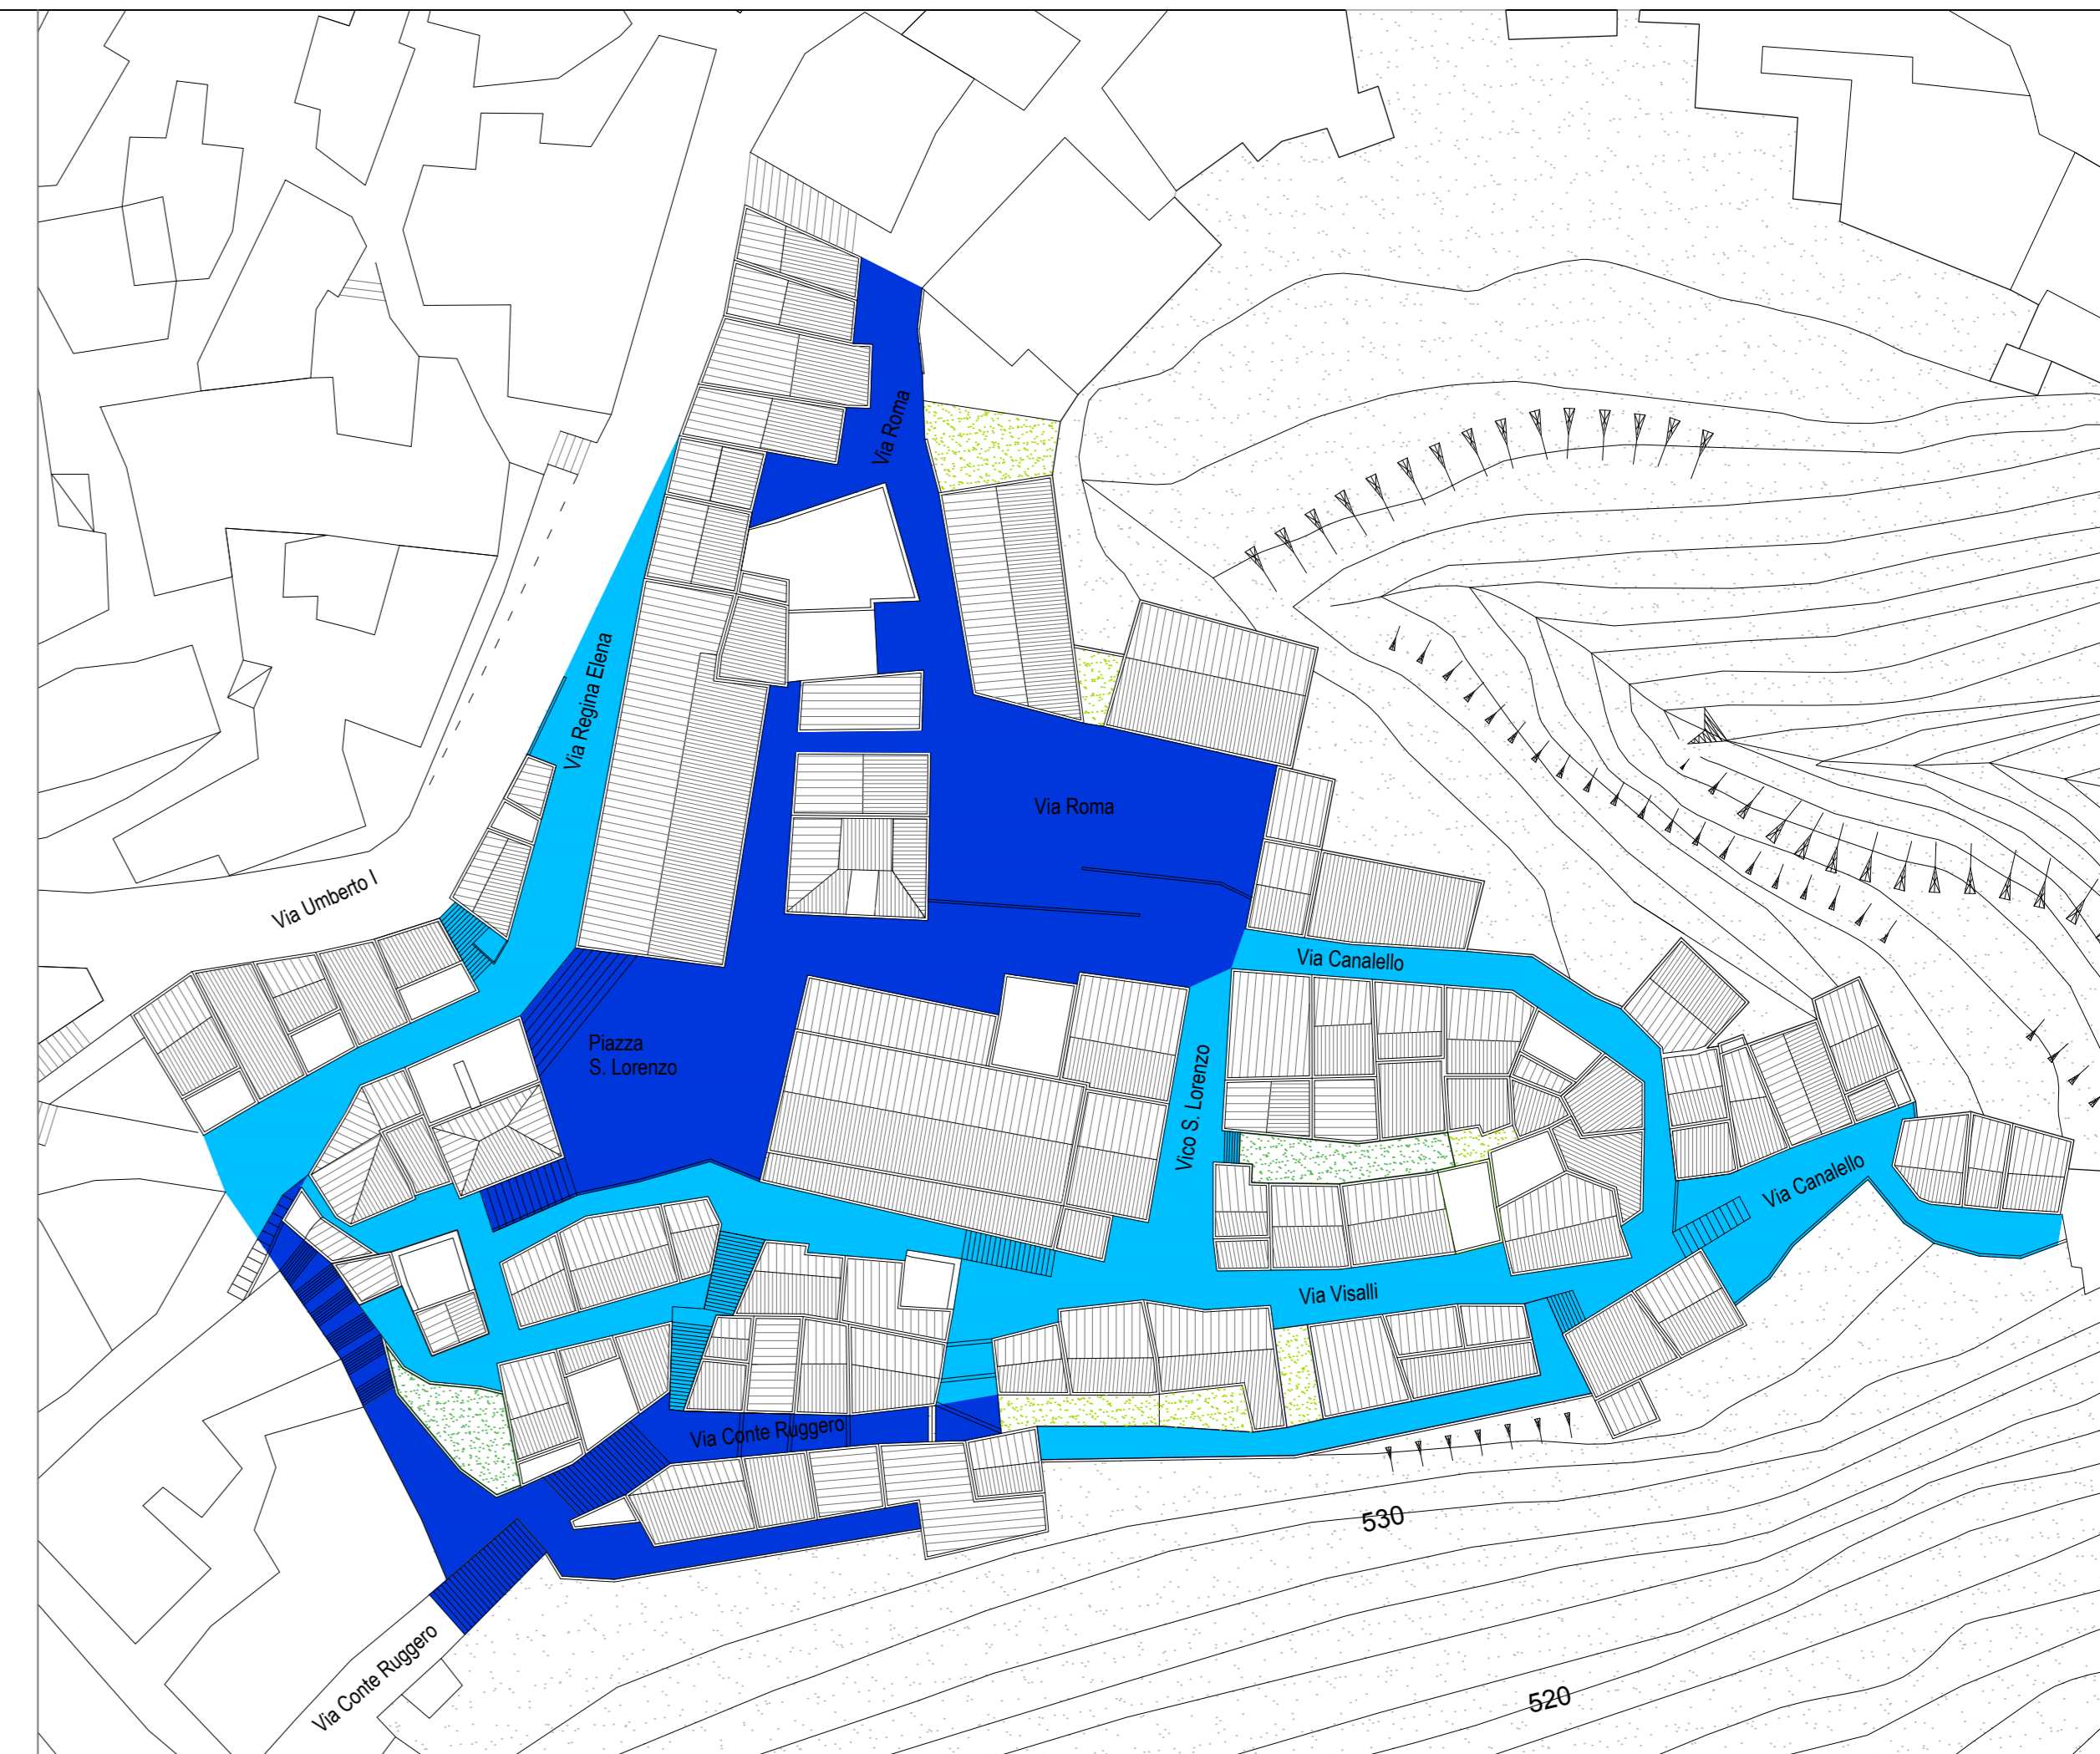 Via Roma
Via Regina Elena
Via Roma
Via Umberto I
Via Canalello
Piazza
S. Lorenzo
Vico S. Lorenzo
Via Canalello
Via Visalli
Via Conte Ruggero
530
Via Conte Ruggero
520